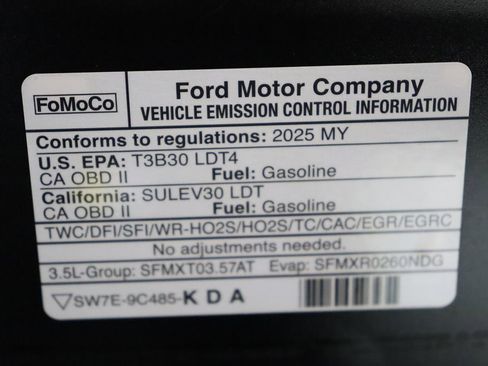 FoMoCo
Ford Motor Company
VEHICLE EMISSION CONTROL INFORMATION
Conforms to regulations: 2025 MY
U.S. EPA: T3B30 LDT4
CA OBD II Fuel: Gasoline
California: SULEV30 LDT
CA OBD II Fuel: Gasoline
TWC/DFI/SFI/WR-HO2S/HO2S/TC/CAC/EGR/EGRC
No adjustments needed.
3.5L-Group: SFMXT03.57AT Evap: SFMXR0260NDG
SW7E-9C485-KDA